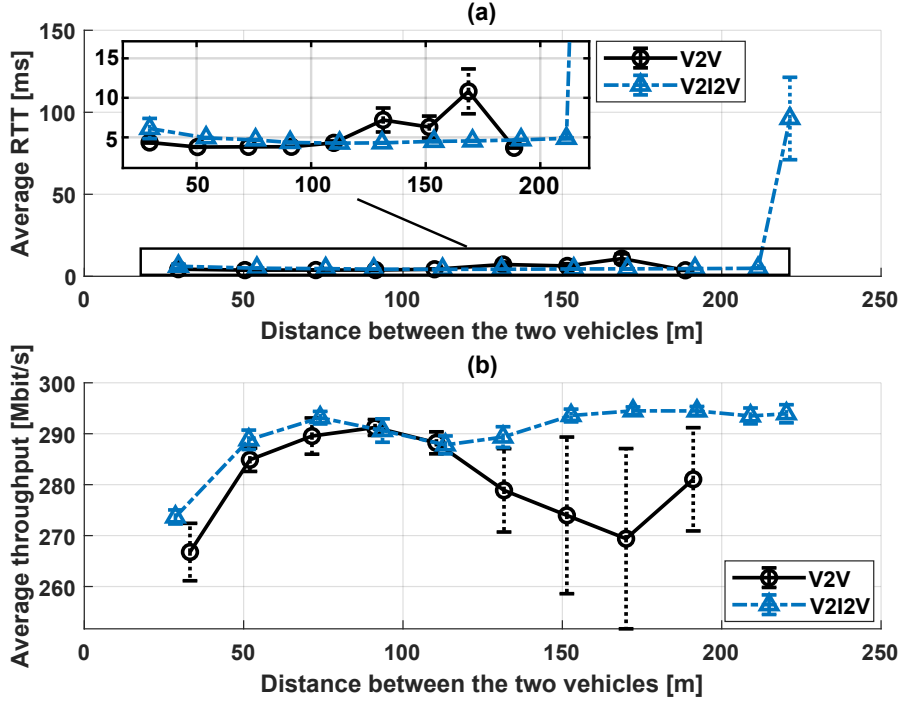 (a)
Average RTT [ms]
150
100
50
0
15
10
5
50
100
150
200
V2V
V2I2V
0
50
100
150
200
250
Distance between the two vehicles [m]
(b)
Average throughput [Mbit/s]
300
290
280
270
260
V2V
V2I2V
0
50
100
150
200
250
Distance between the two vehicles [m]